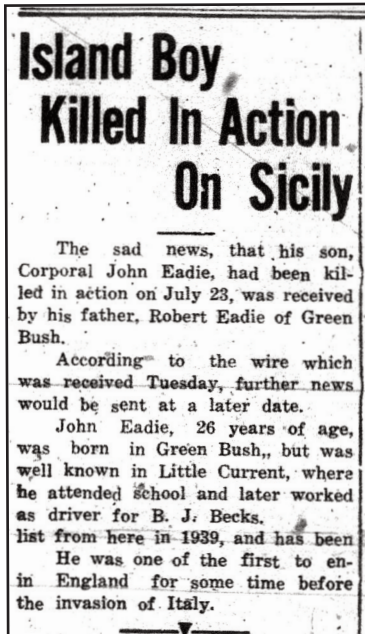 Island Boy
Killed In Action
On Sicily
The sad news, that his son,
Corporal John Eadie, had been kil-
led in action on July 23, was received
by his father, Robert Eadie of Green
Bush.
According to the wire which
was received Tuesday, further news
would be sent at a later date.
John Eadie, 26 years of age,
was born in Green Bush,, but was
well known in Little Current, where
he attended school and later worked
as driver for B. J. Becks.
list from here in 1939, and has been
He was one of the first to en-
in England for some time before
the invasion of Italy.